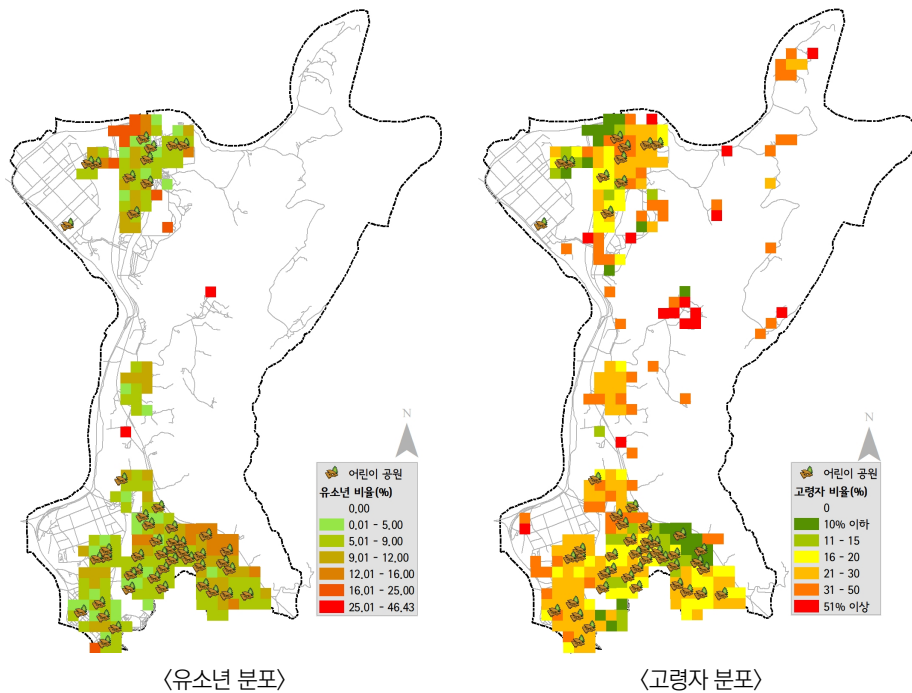 N
어린이 공원
유소년 비율(%)
0.00
0.01 - 5.00
5.01 - 9.00
9.01 - 12.00
12.01 - 16.00
16.01 - 25.00
25.01 - 46.43
〈유소년 분포〉
N
어린이 공원
고령자 비율(%)
0
10% 이하
11 - 15
16 - 20
21 - 30
31 - 50
51% 이상
〈고령자 분포〉